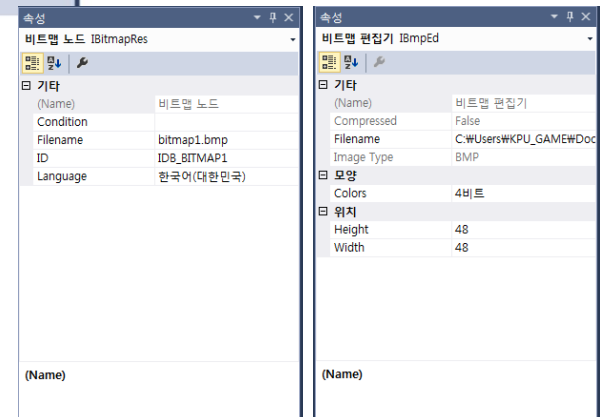 속성
비트맵 노드 IBitmapRes
기타
(Name) 비트맵 노드
Condition
Filename bitmap1.bmp
ID IDB_BITMAP1
Language 한국어(대한민국)
(Name)
속성
비트맵 편집기 IBmpEd
기타
(Name) 비트맵 편집기
Compressed False
Filename C:₩Users₩KPU_GAME₩Doc
Image Type BMP
모양
Colors 4비트
위치
Height 48
Width 48
(Name)